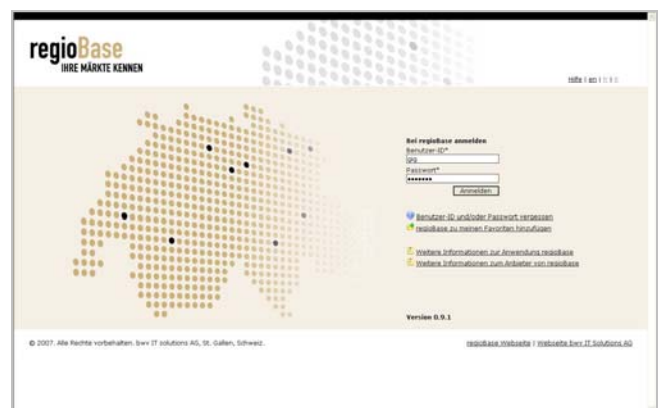 regioBase
IHRE MÄRKTE KENNEN
Hilfe | en |
Bei regioBase anmelden
Benutzer-ID*
Passwort*
Anmelden
Benutzer-ID und/oder Passwort vergessen
regioBase zu meinen Favoriten hinzufügen
Weitere Informationen zur Anwendung regioBase
Weitere Informationen zum Anbieter von regioBase
Version 0.9.1
© 2007. Alle Rechte vorbehalten. bwv IT solutions AG, St. Gallen, Schweiz.
regioBase Webseite | Webseite bwv IT Solutions AG